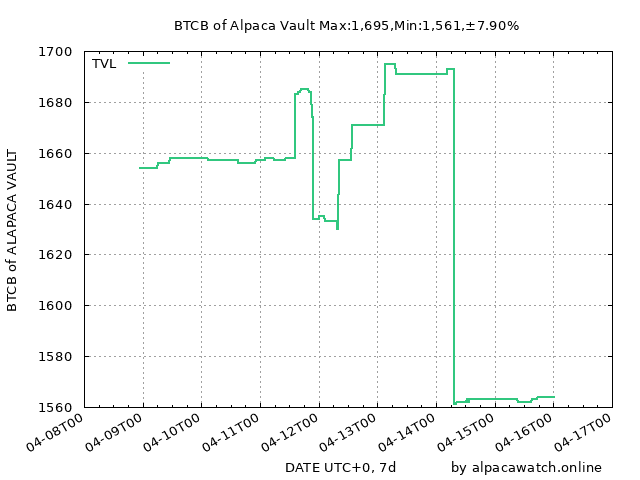 BTCB of Alpaca Vault Max:1,695,Min:1,561,±7.90%
TVL
BTCB of ALAPACA VAULT
1700
1680
1660
1640
1620
1600
1580
1560
04-08T00
04-09T00
04-10T00
04-11T00
04-12T00
04-13T00
04-14T00
04-15T00
04-16T00
04-17T00
DATE UTC+0, 7d
by alpacawatch.online